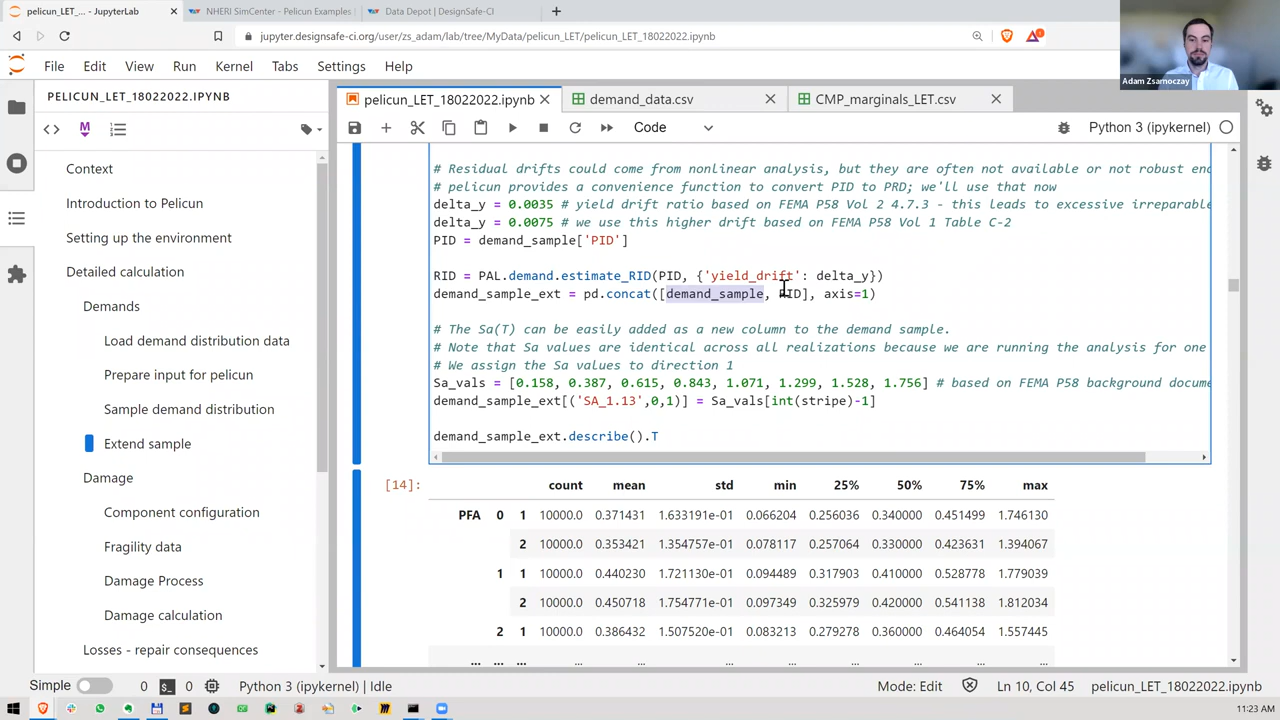 pelicun_LET_... - JupyterLab
NHERI SimCenter - Pelicun Examples
Data Depot | DesignSafe-CI
jupyter.designsafe-ci.org/user/zs_adam/lab/tree/MyData/pelicun_LET/pelicun_LET_18022022.ipynb
File Edit View Run Kernel Tabs Settings Help
Adam Zsarnoczay
PELICUN_LET_18022022.IPYNB
Context
Introduction to Pelicun
Setting up the environment
Detailed calculation
Demands
Load demand distribution data
Prepare input for pelicun
Sample demand distribution
Extend sample
Damage
Component configuration
Fragility data
Damage Process
Damage calculation
Losses - repair consequences
pelicun_LET_18022022.ipynb
demand_data.csv
CMP_marginals_LET.csv
Code
Python 3 (ipykernel)
# Residual drifts could come from nonlinear analysis, but they are often not available or not robust en
# pelicun provides a convenience function to convert PID to PRD; we'll use that now
delta_y = 0.0035 # yield drift ratio based on FEMA P58 Vol 2 4.7.3 - this leads to excessive irreparable
delta_y = 0.0075 # we use this higher drift based on FEMA P58 Vol 1 Table C-2
PID = demand_sample['PID']
RID = PAL.demand.estimate_RID(PID, {'yield_drift': delta_y})
demand_sample_ext = pd.concat([demand_sample, RID], axis=1)
# The Sa(T) can be easily added as a new column to the demand sample.
# Note that Sa values are identical across all realizations because we are running the analysis for one
# We assign the Sa values to direction 1
Sa_vals = [0.158, 0.387, 0.615, 0.843, 1.071, 1.299, 1.528, 1.756] # based on FEMA P58 background docume
demand_sample_ext[('SA_1.13',0,1)] = Sa_vals[int(stripe)-1]
demand_sample_ext.describe().T
[14]:
count mean std min 25% 50% 75% max
PFA 0 1 10000.0 0.371431 1.633191e-01 0.066204 0.256036 0.340000 0.451499 1.746130
2 10000.0 0.353421 1.354757e-01 0.078117 0.257064 0.330000 0.423631 1.394067
1 1 10000.0 0.440230 1.721130e-01 0.094489 0.317903 0.410000 0.528778 1.779039
2 10000.0 0.450718 1.754771e-01 0.097349 0.325979 0.420000 0.541138 1.812034
2 1 10000.0 0.386432 1.507520e-01 0.083213 0.279278 0.360000 0.464054 1.557445
... ... ... ... ... ... ... ... ... ... ...
Simple 0 0 Python 3 (ipykernel) | Idle
Mode: Edit Ln 10, Col 45 pelicun_LET_18022022.ipynb
11:23 AM